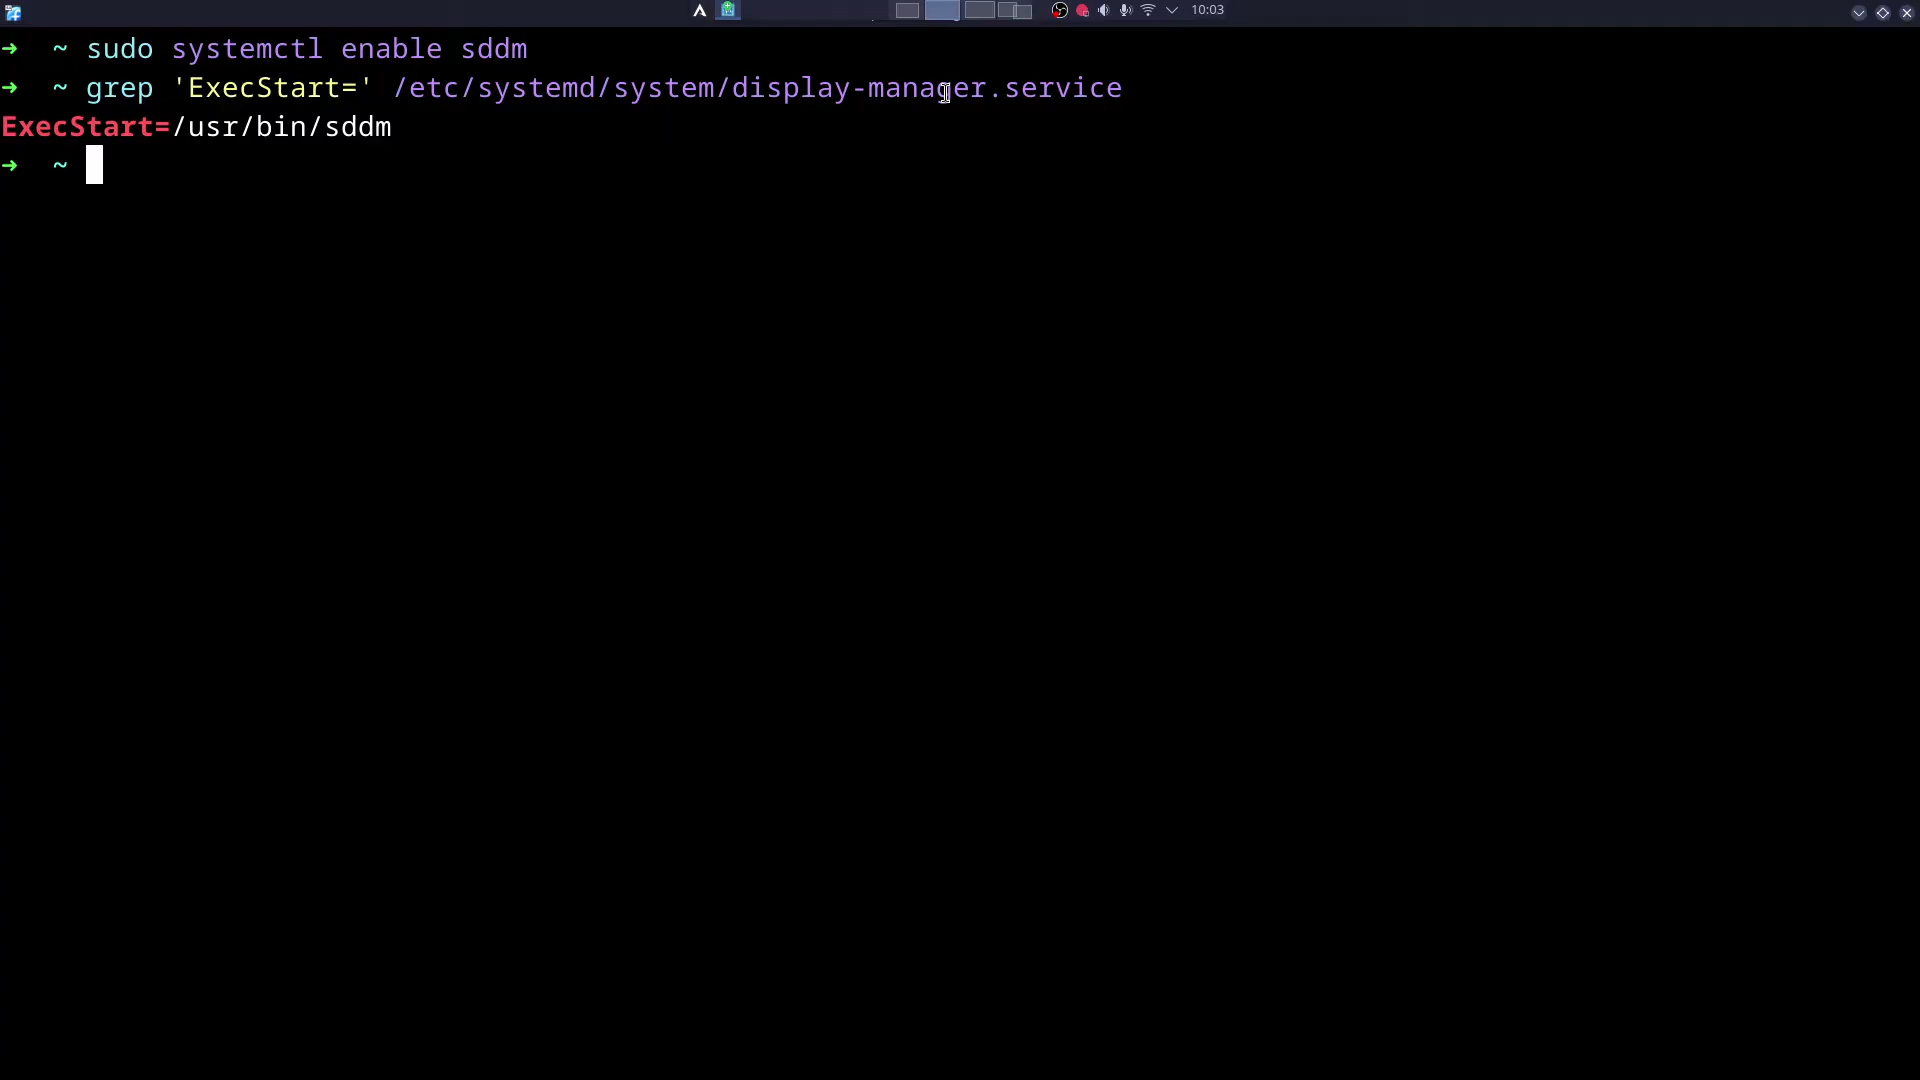 10:03
→ ~ sudo systemctl enable sddm
→ ~ grep 'ExecStart=' /etc/systemd/system/display-manager.service
ExecStart=/usr/bin/sddm
→ ~